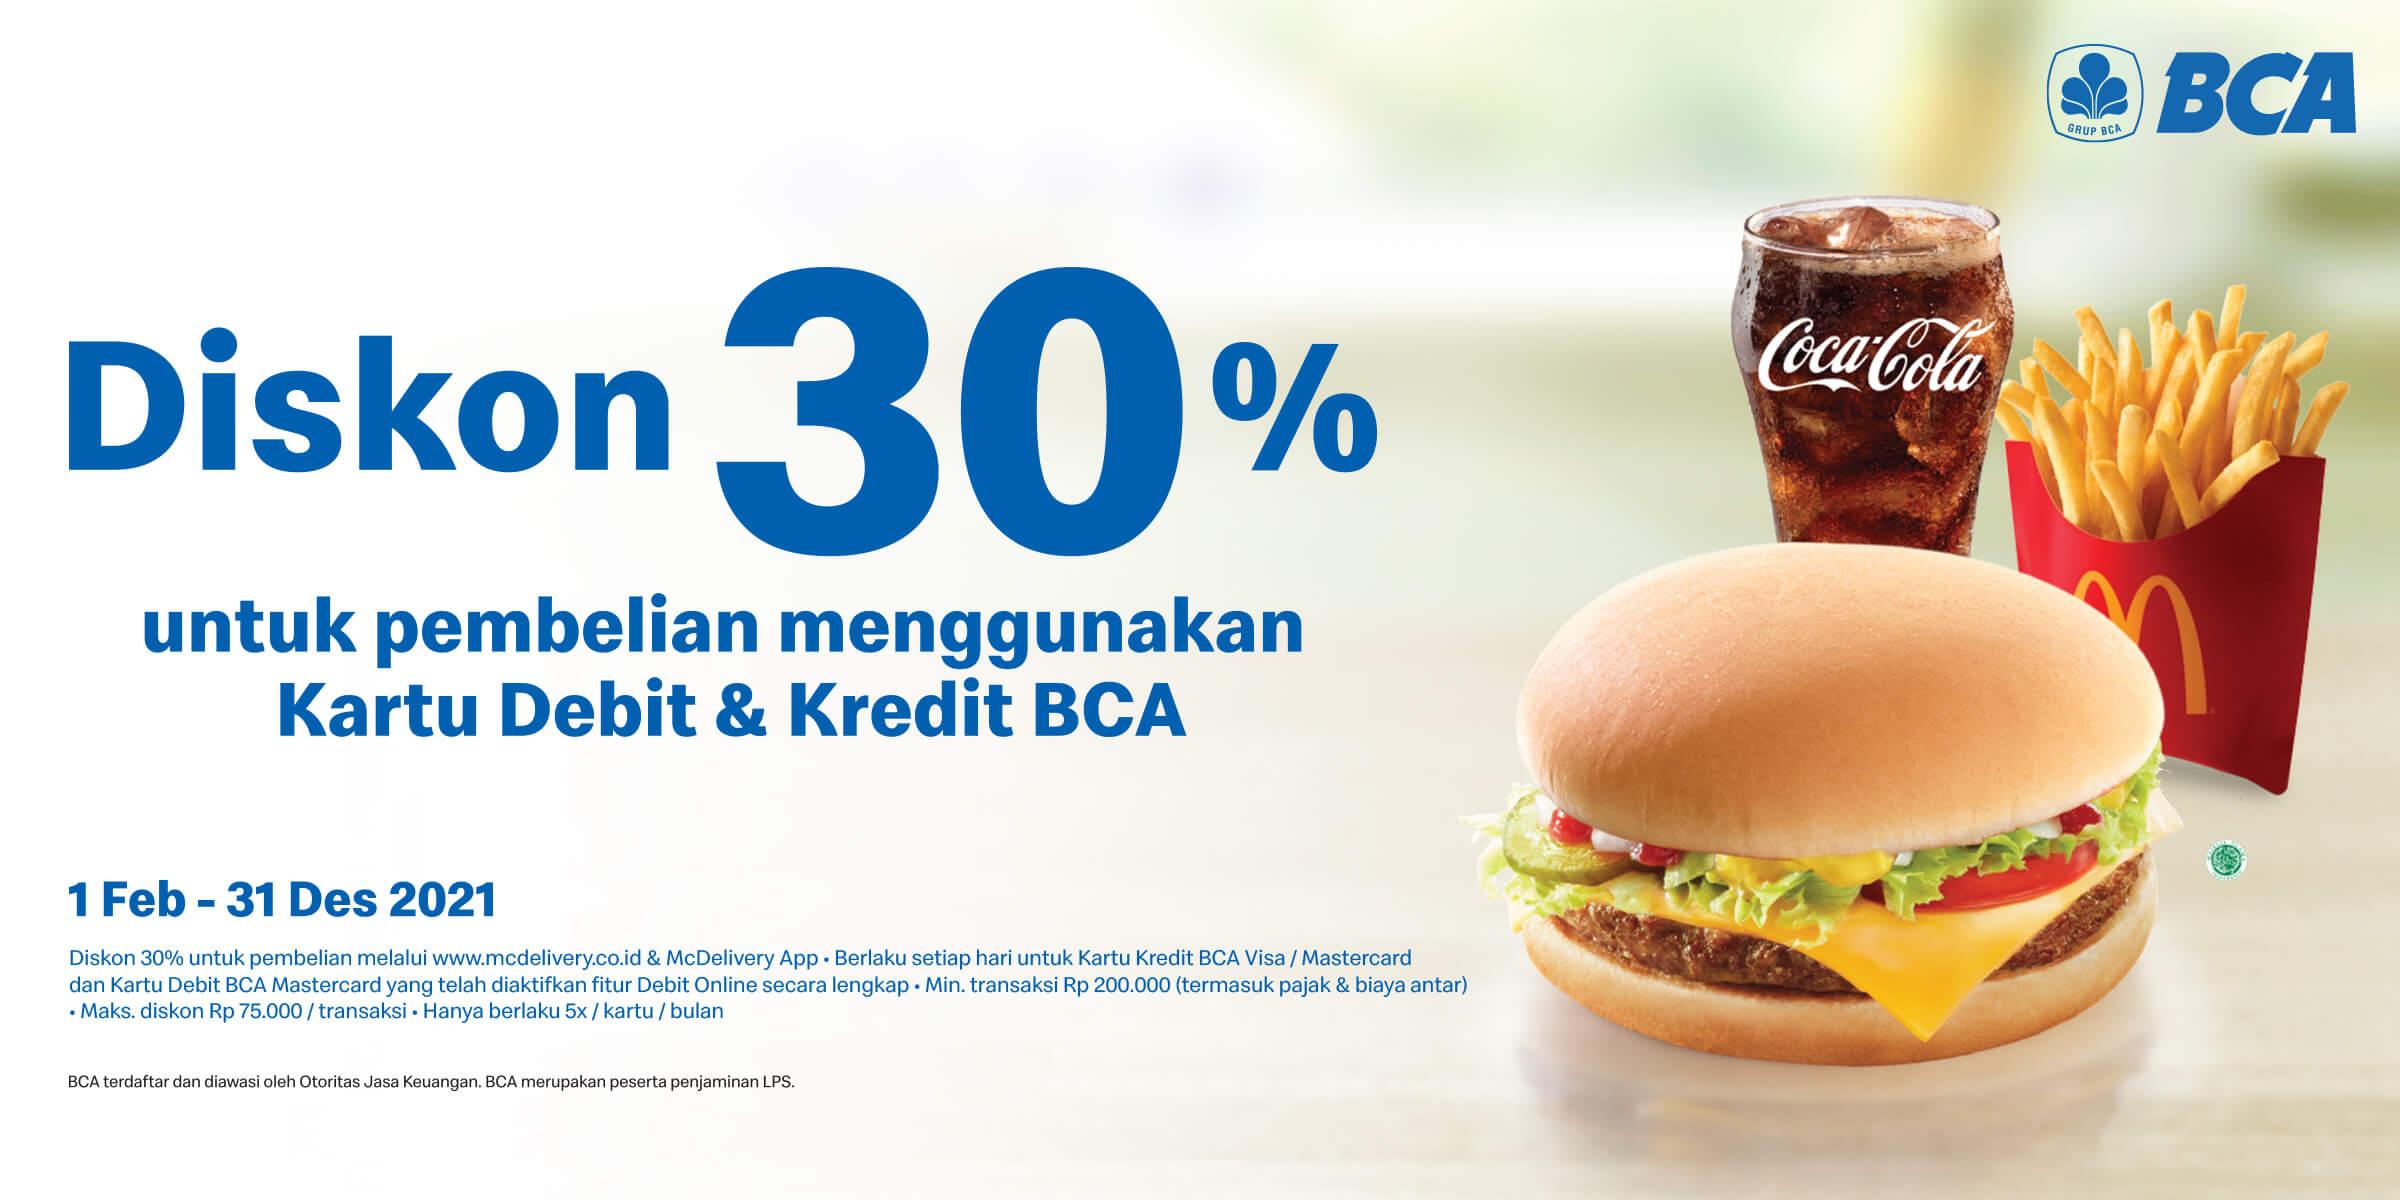 GRUP BCA
BCA
Coca-Cola
Diskon 30%
untuk pembelian menggunakan
Kartu Debit & Kredit BCA
1 Feb - 31 Des 2021
Diskon 30% untuk pembelian melalui www.mcdelivery.co.id & McDelivery App • Berlaku setiap hari untuk Kartu Kredit BCA Visa / Mastercard
dan Kartu Debit BCA Mastercard yang telah diaktifkan fitur Debit Online secara lengkap • Min. transaksi Rp 200.000 (termasuk pajak & biaya antar)
• Maks. diskon Rp 75.000 / transaksi • Hanya berlaku 5x / kartu / bulan
BCA terdaftar dan diawasi oleh Otoritas Jasa Keuangan. BCA merupakan peserta penjaminan LPS.